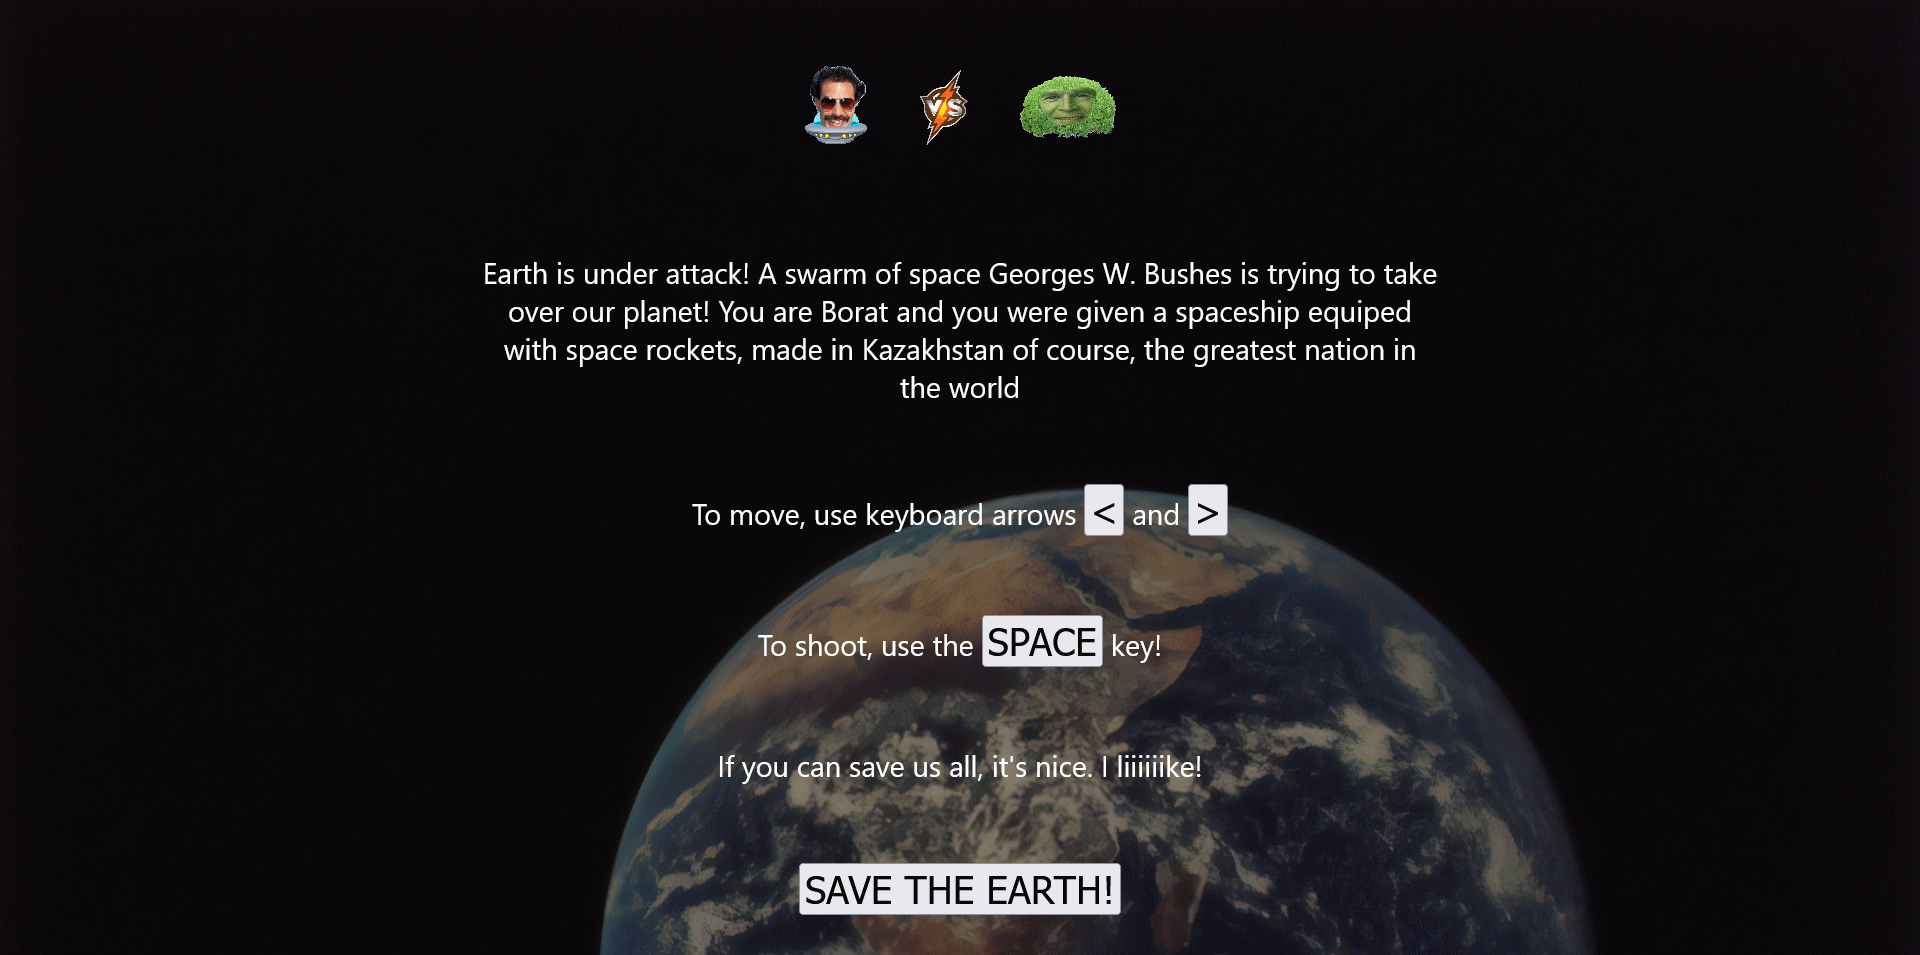 VS
Earth is under attack! A swarm of space Georges W. Bushes is trying to take
over our planet! You are Borat and you were given a spaceship equiped
with space rockets, made in Kazakhstan of course, the greatest nation in
the world
To move, use keyboard arrows < and >
To shoot, use the SPACE key!
If you can save us all, it's nice. I liiiiiike!
SAVE THE EARTH!